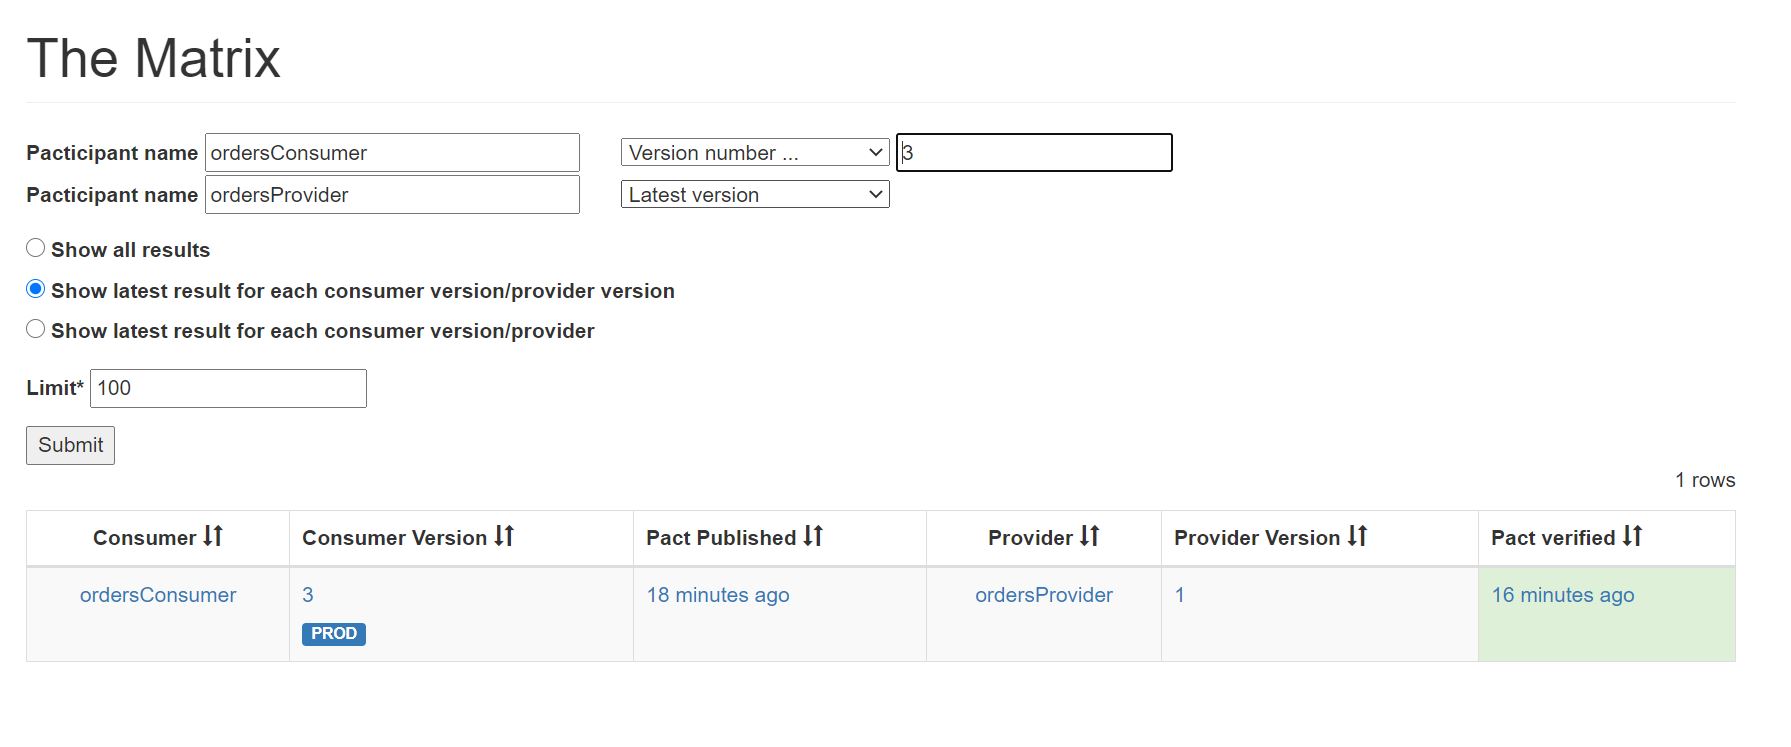 The Matrix
Pacticipant name ordersConsumer Version number ... 3
Pacticipant name ordersProvider Latest version
Show all results
Show latest result for each consumer version/provider version
Show latest result for each consumer version/provider
Limit* 100
Submit
1 rows
Consumer Consumer Version Pact Published Provider Provider Version Pact verified
ordersConsumer 3 18 minutes ago ordersProvider 1 16 minutes ago
PROD